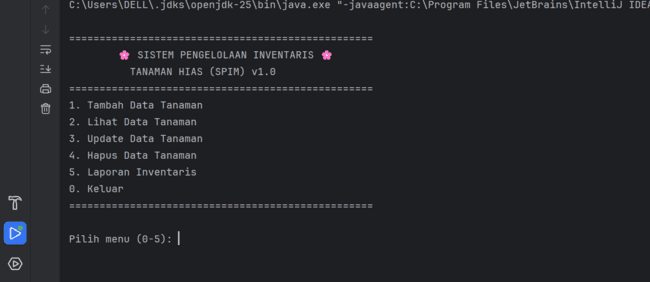 C:\Users\DELL\.jdks\openjdk-25\bin\java.exe "-javaagent:C:\Program Files\JetBrains\IntelliJ IDEA
==================================================
🌸 SISTEM PENGELOLAAN INVENTARIS 🌸
TANAMAN HIAS (SPIM) v1.0
==================================================
1. Tambah Data Tanaman
2. Lihat Data Tanaman
3. Update Data Tanaman
4. Hapus Data Tanaman
5. Laporan Inventaris
0. Keluar
==================================================
Pilih menu (0-5):